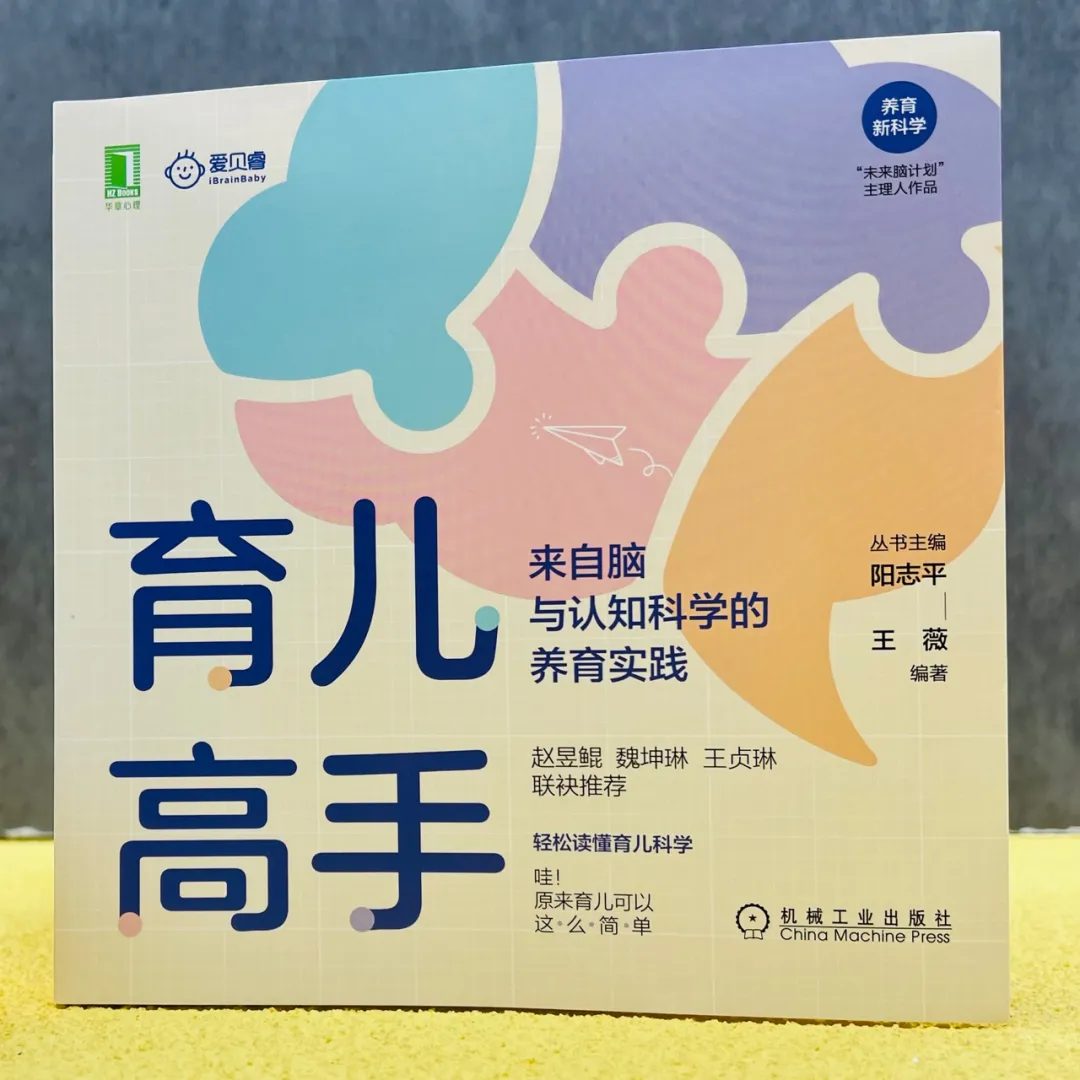 HZ Books
华章心理
爱贝睿
iBrainBaby
养育
新科学
“未来脑计划”
主理人作品
育儿
高手
来自脑
与认知科学的
养育实践
丛书主编
阳志平
王 薇
编著
赵昱鲲 魏坤琳 王贞琳
联袂推荐
轻松读懂育儿科学
哇！
原来育儿可以
这·么·简·单
机械工业出版社
China Machine Press